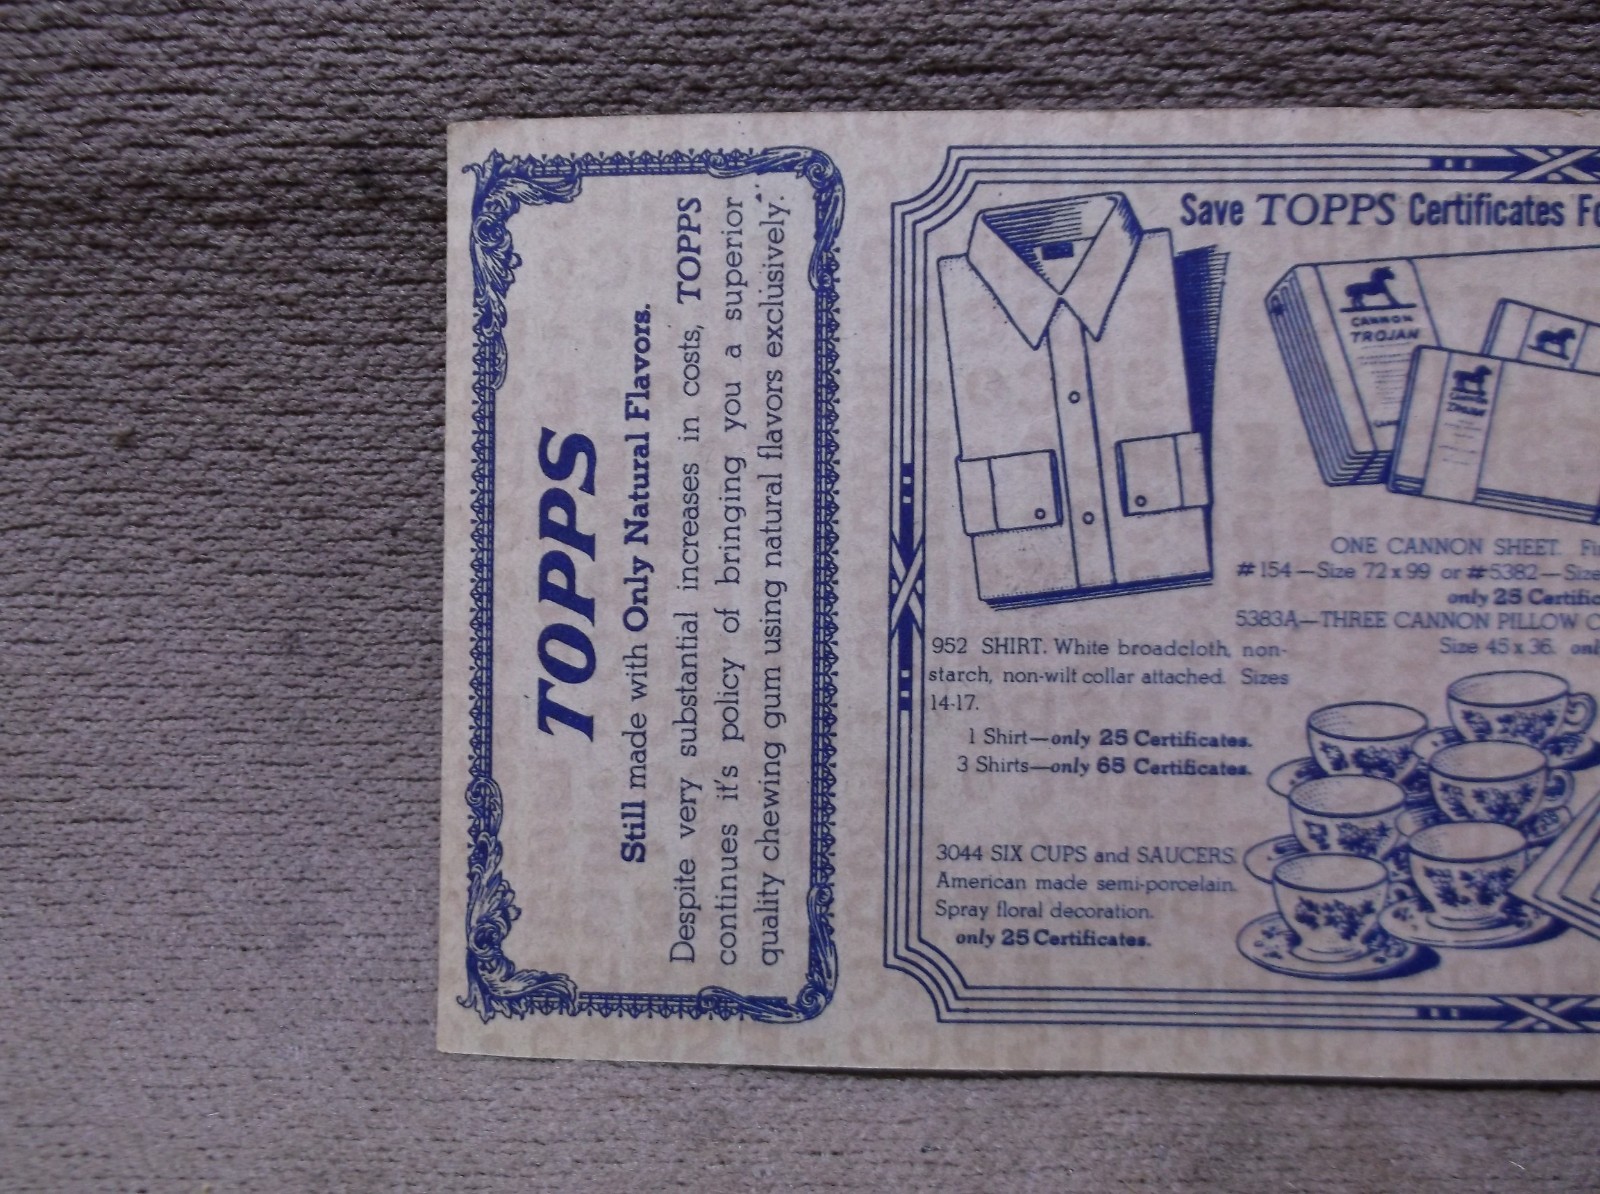 TOPPS
Still made with Only Natural Flavors.
Despite very substantial increases in costs, TOPPS
continues it's policy of bringing you a superior
quality chewing gum using natural flavors exclusively.
Save TOPPS Certificates
CANNON
TROJAN
952 SHIRT. White broadcloth, non-
starch, non-wilt collar attached. Sizes
14-17.
1 Shirt—only 25 Certificates.
3 Shirts—only 65 Certificates.
ONE CANNON SHEET.
#154—Size 72x99 or #5382—Size
only 25
5383A—THREE CANNON PILLOW
Size 45x36.
3044 SIX CUPS and SAUCERS.
American made semi-porcelain.
Spray floral decoration.
only 25 Certificates.